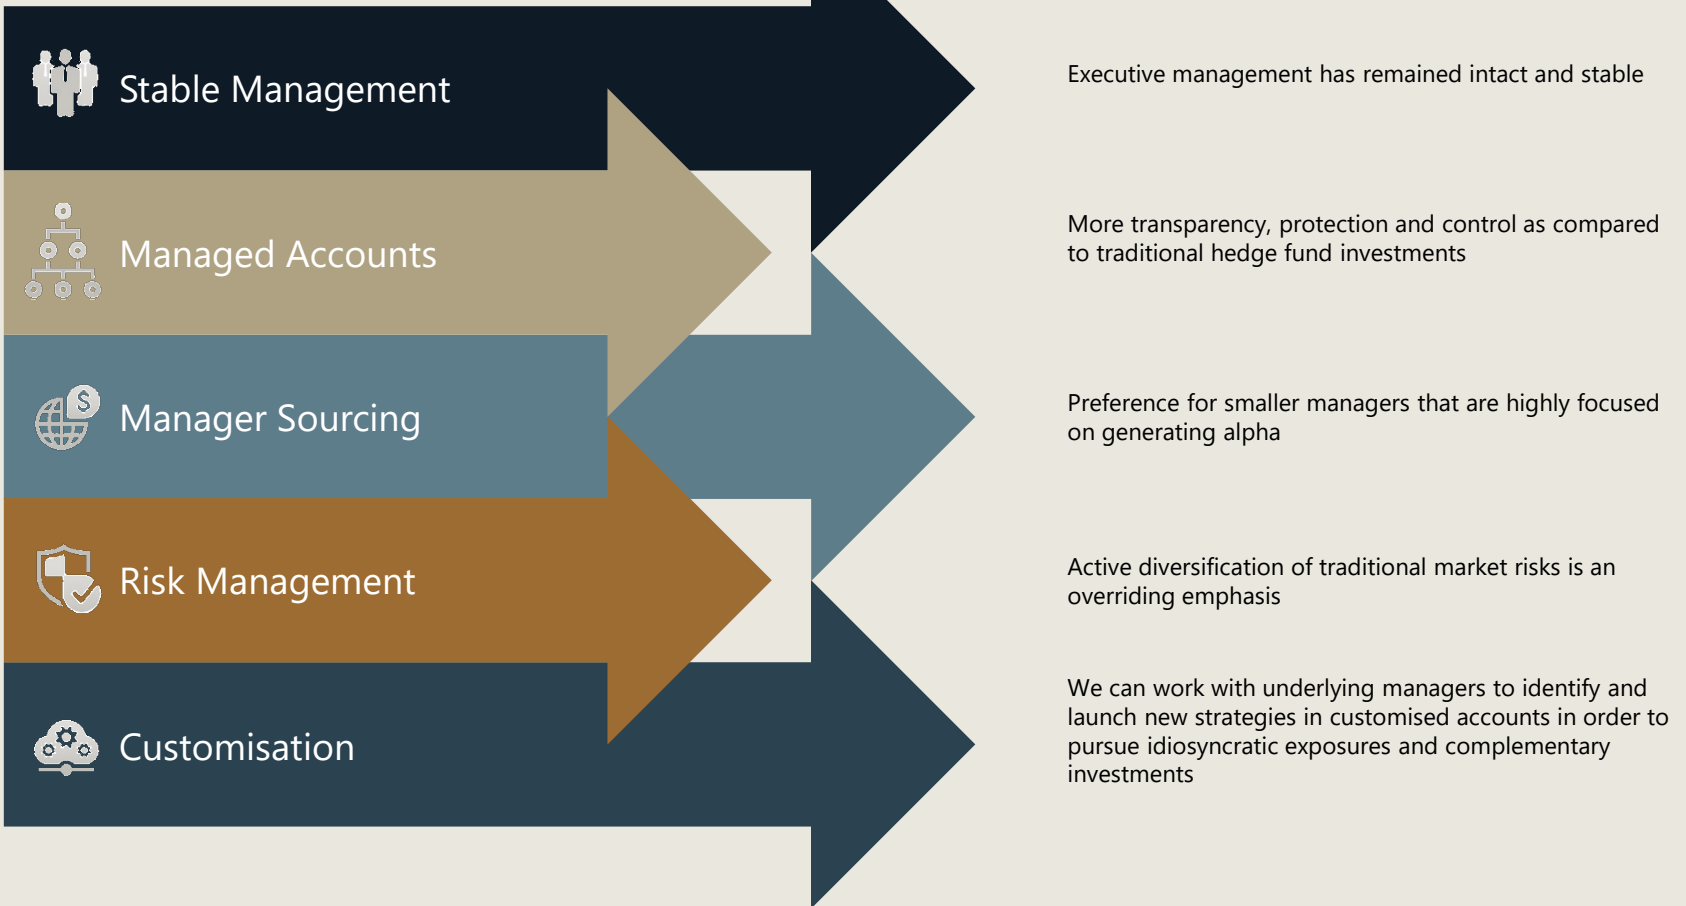 Stable Management
Executive management has remained intact and stable
Managed Accounts
More transparency, protection and control as compared
to traditional hedge fund investments
Manager Sourcing
Preference for smaller managers that are highly focused
on generating alpha
Risk Management
Active diversification of traditional market risks is an
overriding emphasis
Customisation
We can work with underlying managers to identify and
launch new strategies in customised accounts in order to
pursue idiosyncratic exposures and complementary
investments